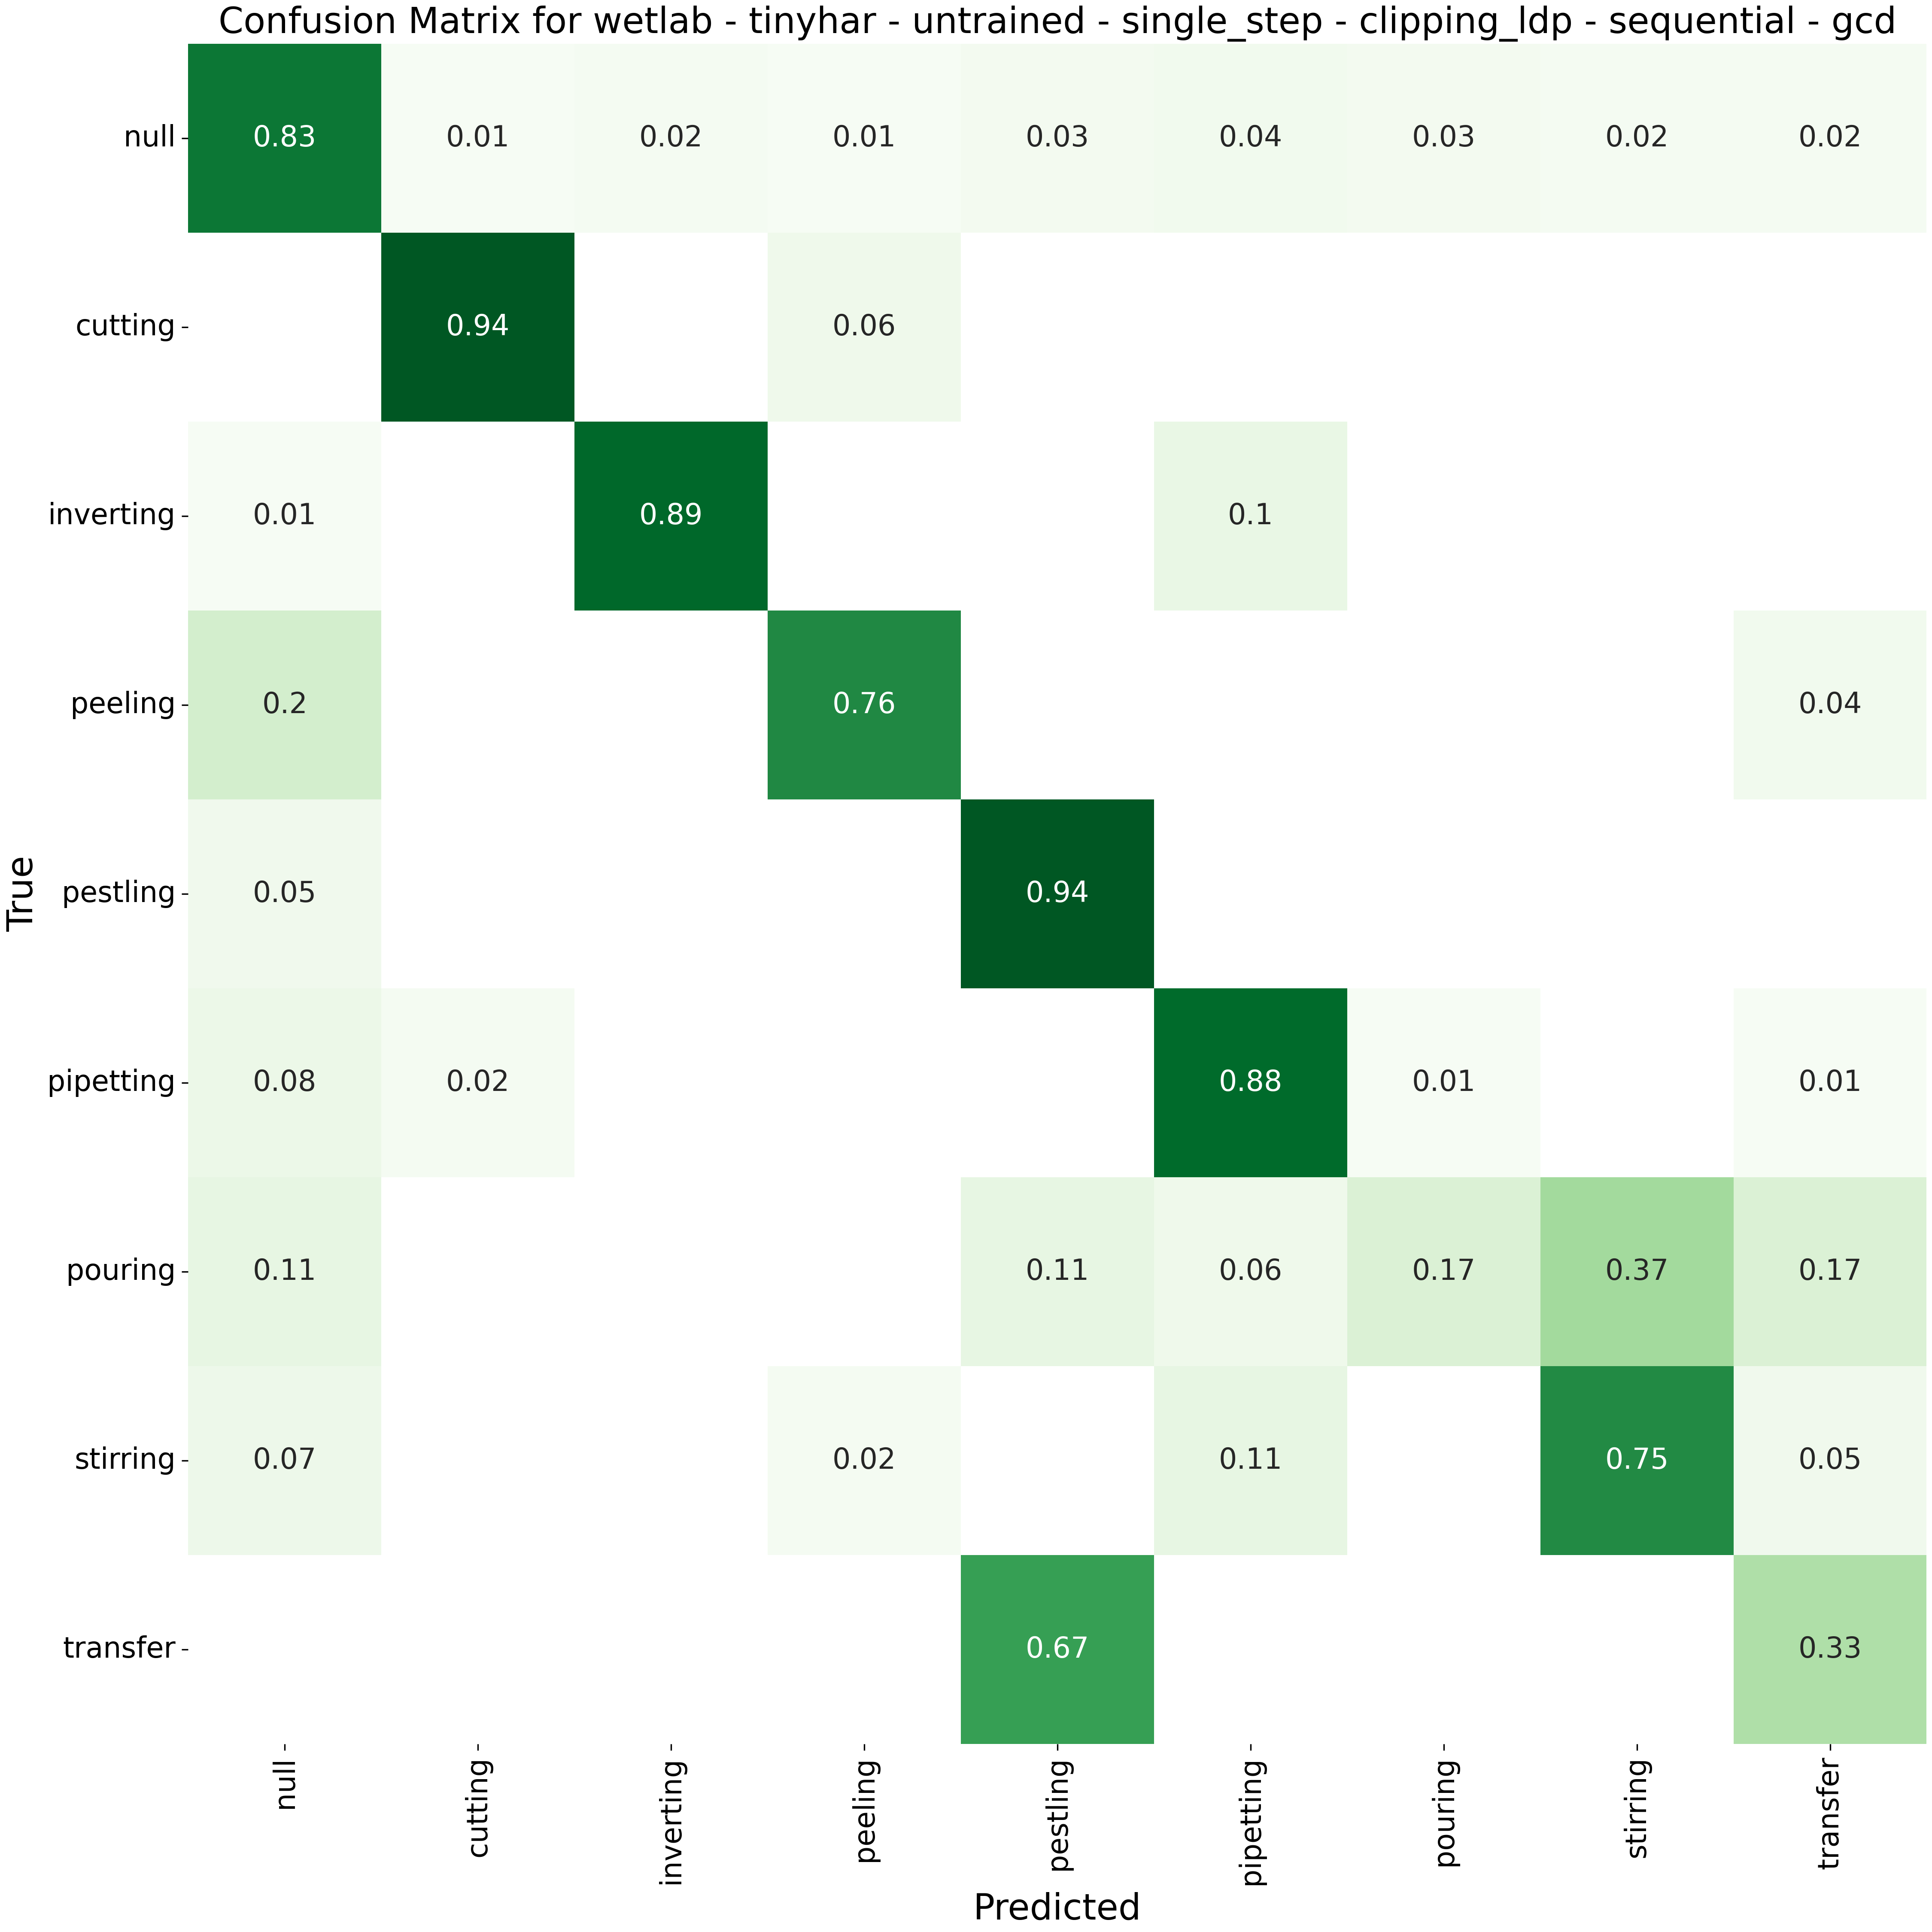 Confusion Matrix for wetlab - tinyhar - untrained - single_step - clipping_ldp - sequential - gcd
null 0.83 0.01 0.02 0.01 0.03 0.04 0.03 0.02 0.02
cutting 0.94 0.06
inverting 0.01 0.89 0.1
peeling 0.2 0.76 0.04
pestling 0.05 0.94
pipetting 0.08 0.02 0.88 0.01 0.01
pouring 0.11 0.11 0.06 0.17 0.37 0.17
stirring 0.07 0.02 0.11 0.75 0.05
transfer 0.67 0.33
True
null cutting inverting peeling pestling pipetting pouring stirring transfer
Predicted